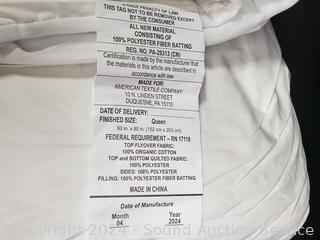 UNDER PENALTY OF LAW
THIS TAG NOT TO BE REMOVED EXCEPT
BY THE CONSUMER
ALL NEW MATERIAL
CONSISTING OF
100% POLYESTER FIBER BATTING
REG. NO. PA-29313 (CN)
Certification is made by the manufacturer that
the materials in this article are described in
accordance with law.
MADE FOR:
AMERICAN TEXTILE COMPANY
10 N. LINDEN STREET
DUQUESNE, PA 15110
DATE OF DELIVERY:
FINISHED SIZE: Queen
60 in. x 80 in. (152 cm x 203 cm)
FEDERAL REQUIREMENT – RN 17119
TOP FLYOVER FABRIC:
100% ORGANIC COTTON
TOP and BOTTOM QUILTED FABRIC:
100% POLYESTER
SIDES: 100% POLYESTER
FILLING: 100% POLYESTER FIBER BATTING
MADE IN CHINA
Date of Manufacture
Month Year
04 2024
Copyright 2024 - Sound Auction Service